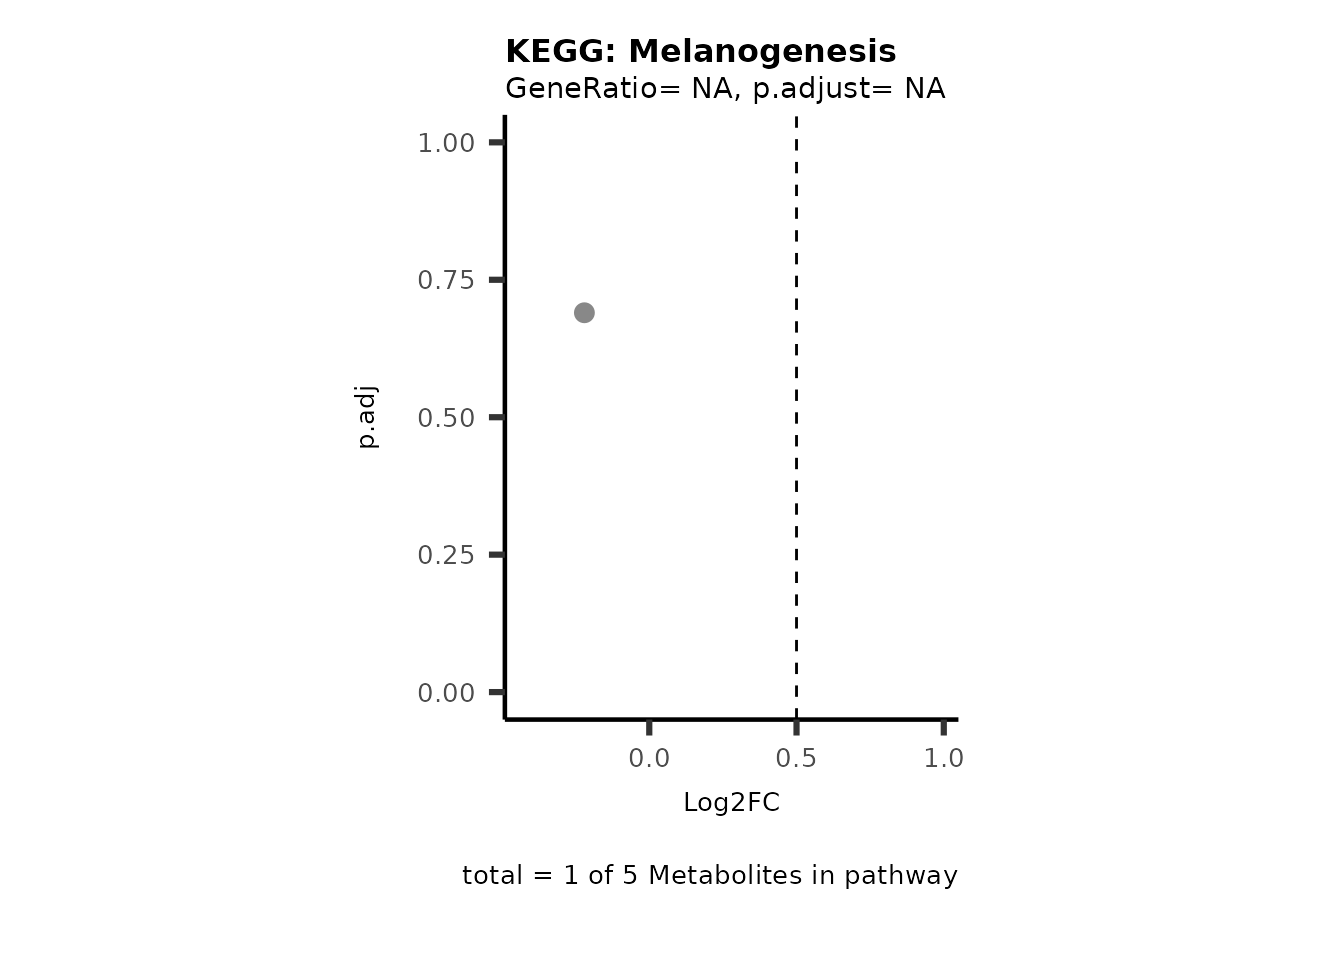 KEGG: Melanogenesis
GeneRatio= NA, p.adjust= NA
1.00
0.75
0.50
0.25
0.00
p.adj
0.0 0.5 1.0
Log2FC
total = 1 of 5 Metabolites in pathway